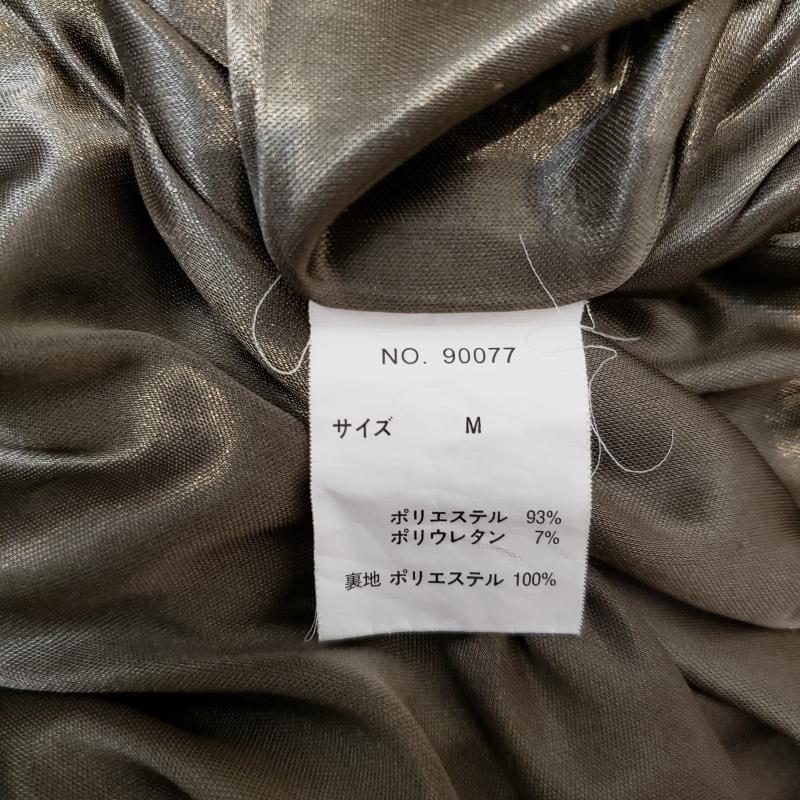 NO. 90077
サイズ M
ポリエステル 93%
ポリウレタン 7%
裏地 ポリエステル 100%